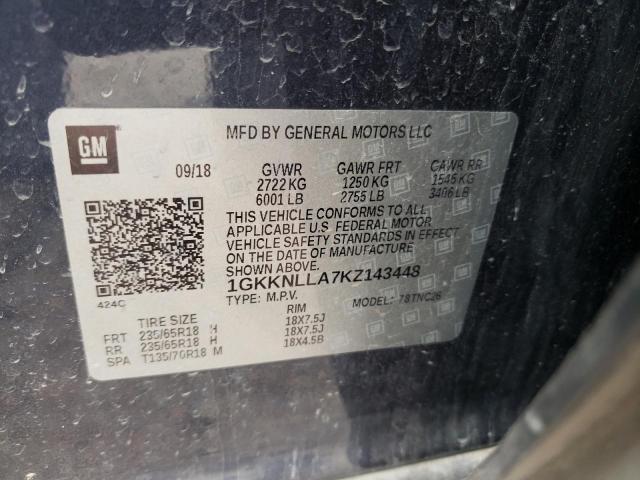 GM
MFD BY GENERAL MOTORS LLC
09/18 GVWR GAWR FRT GAWR RR
2722 KG 1250 KG 1545 KG
6001 LB 2755 LB 3406 LB
THIS VEHICLE CONFORMS TO ALL
APPLICABLE U.S. FEDERAL MOTOR
VEHICLE SAFETY STANDARDS IN EFFECT
ON THE DATE OF MANUFACTURE
SHOWN ABOVE.
1GKKNLLA7KZ143448
424C
TYPE: M.P.V. MODEL: 78TNC26
TIRE SIZE RIM
FRT 235/65R18 H 18X7.5J
RR 235/65R18 H 18X7.5J
SPA T135/70R18 M 18X4.5B